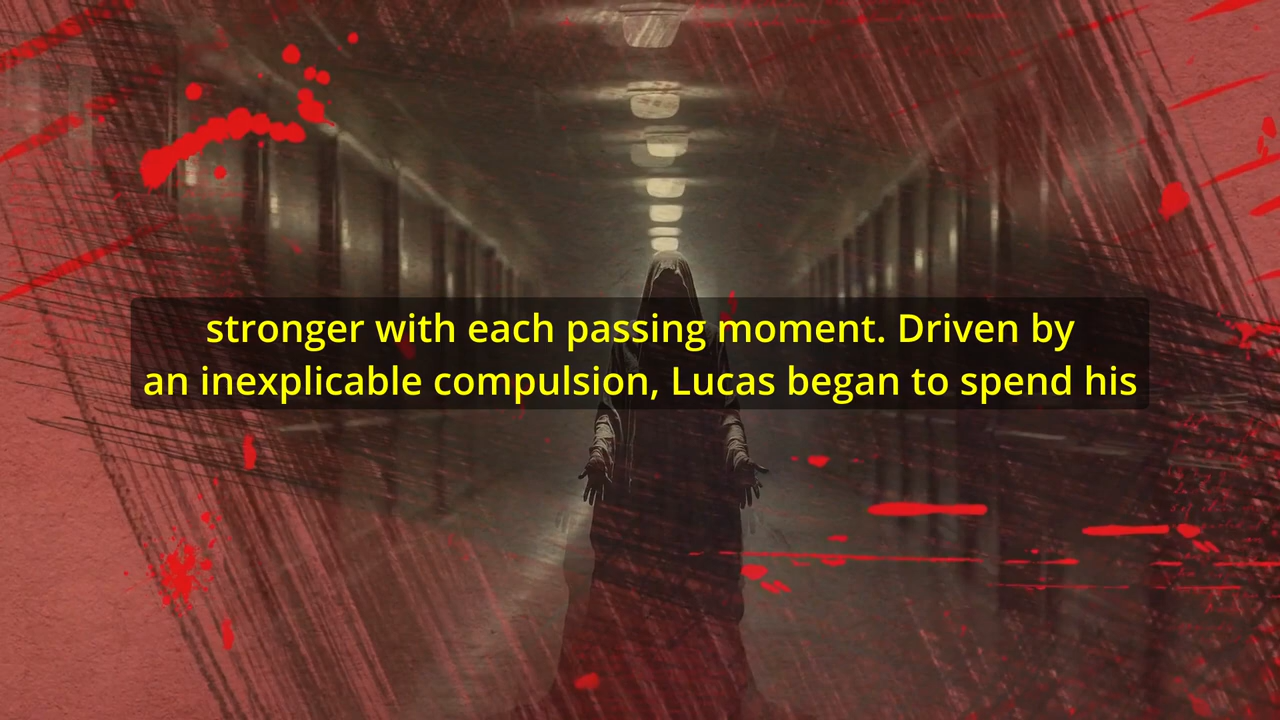 stronger with each passing moment. Driven by
an inexplicable compulsion, Lucas began to spend his